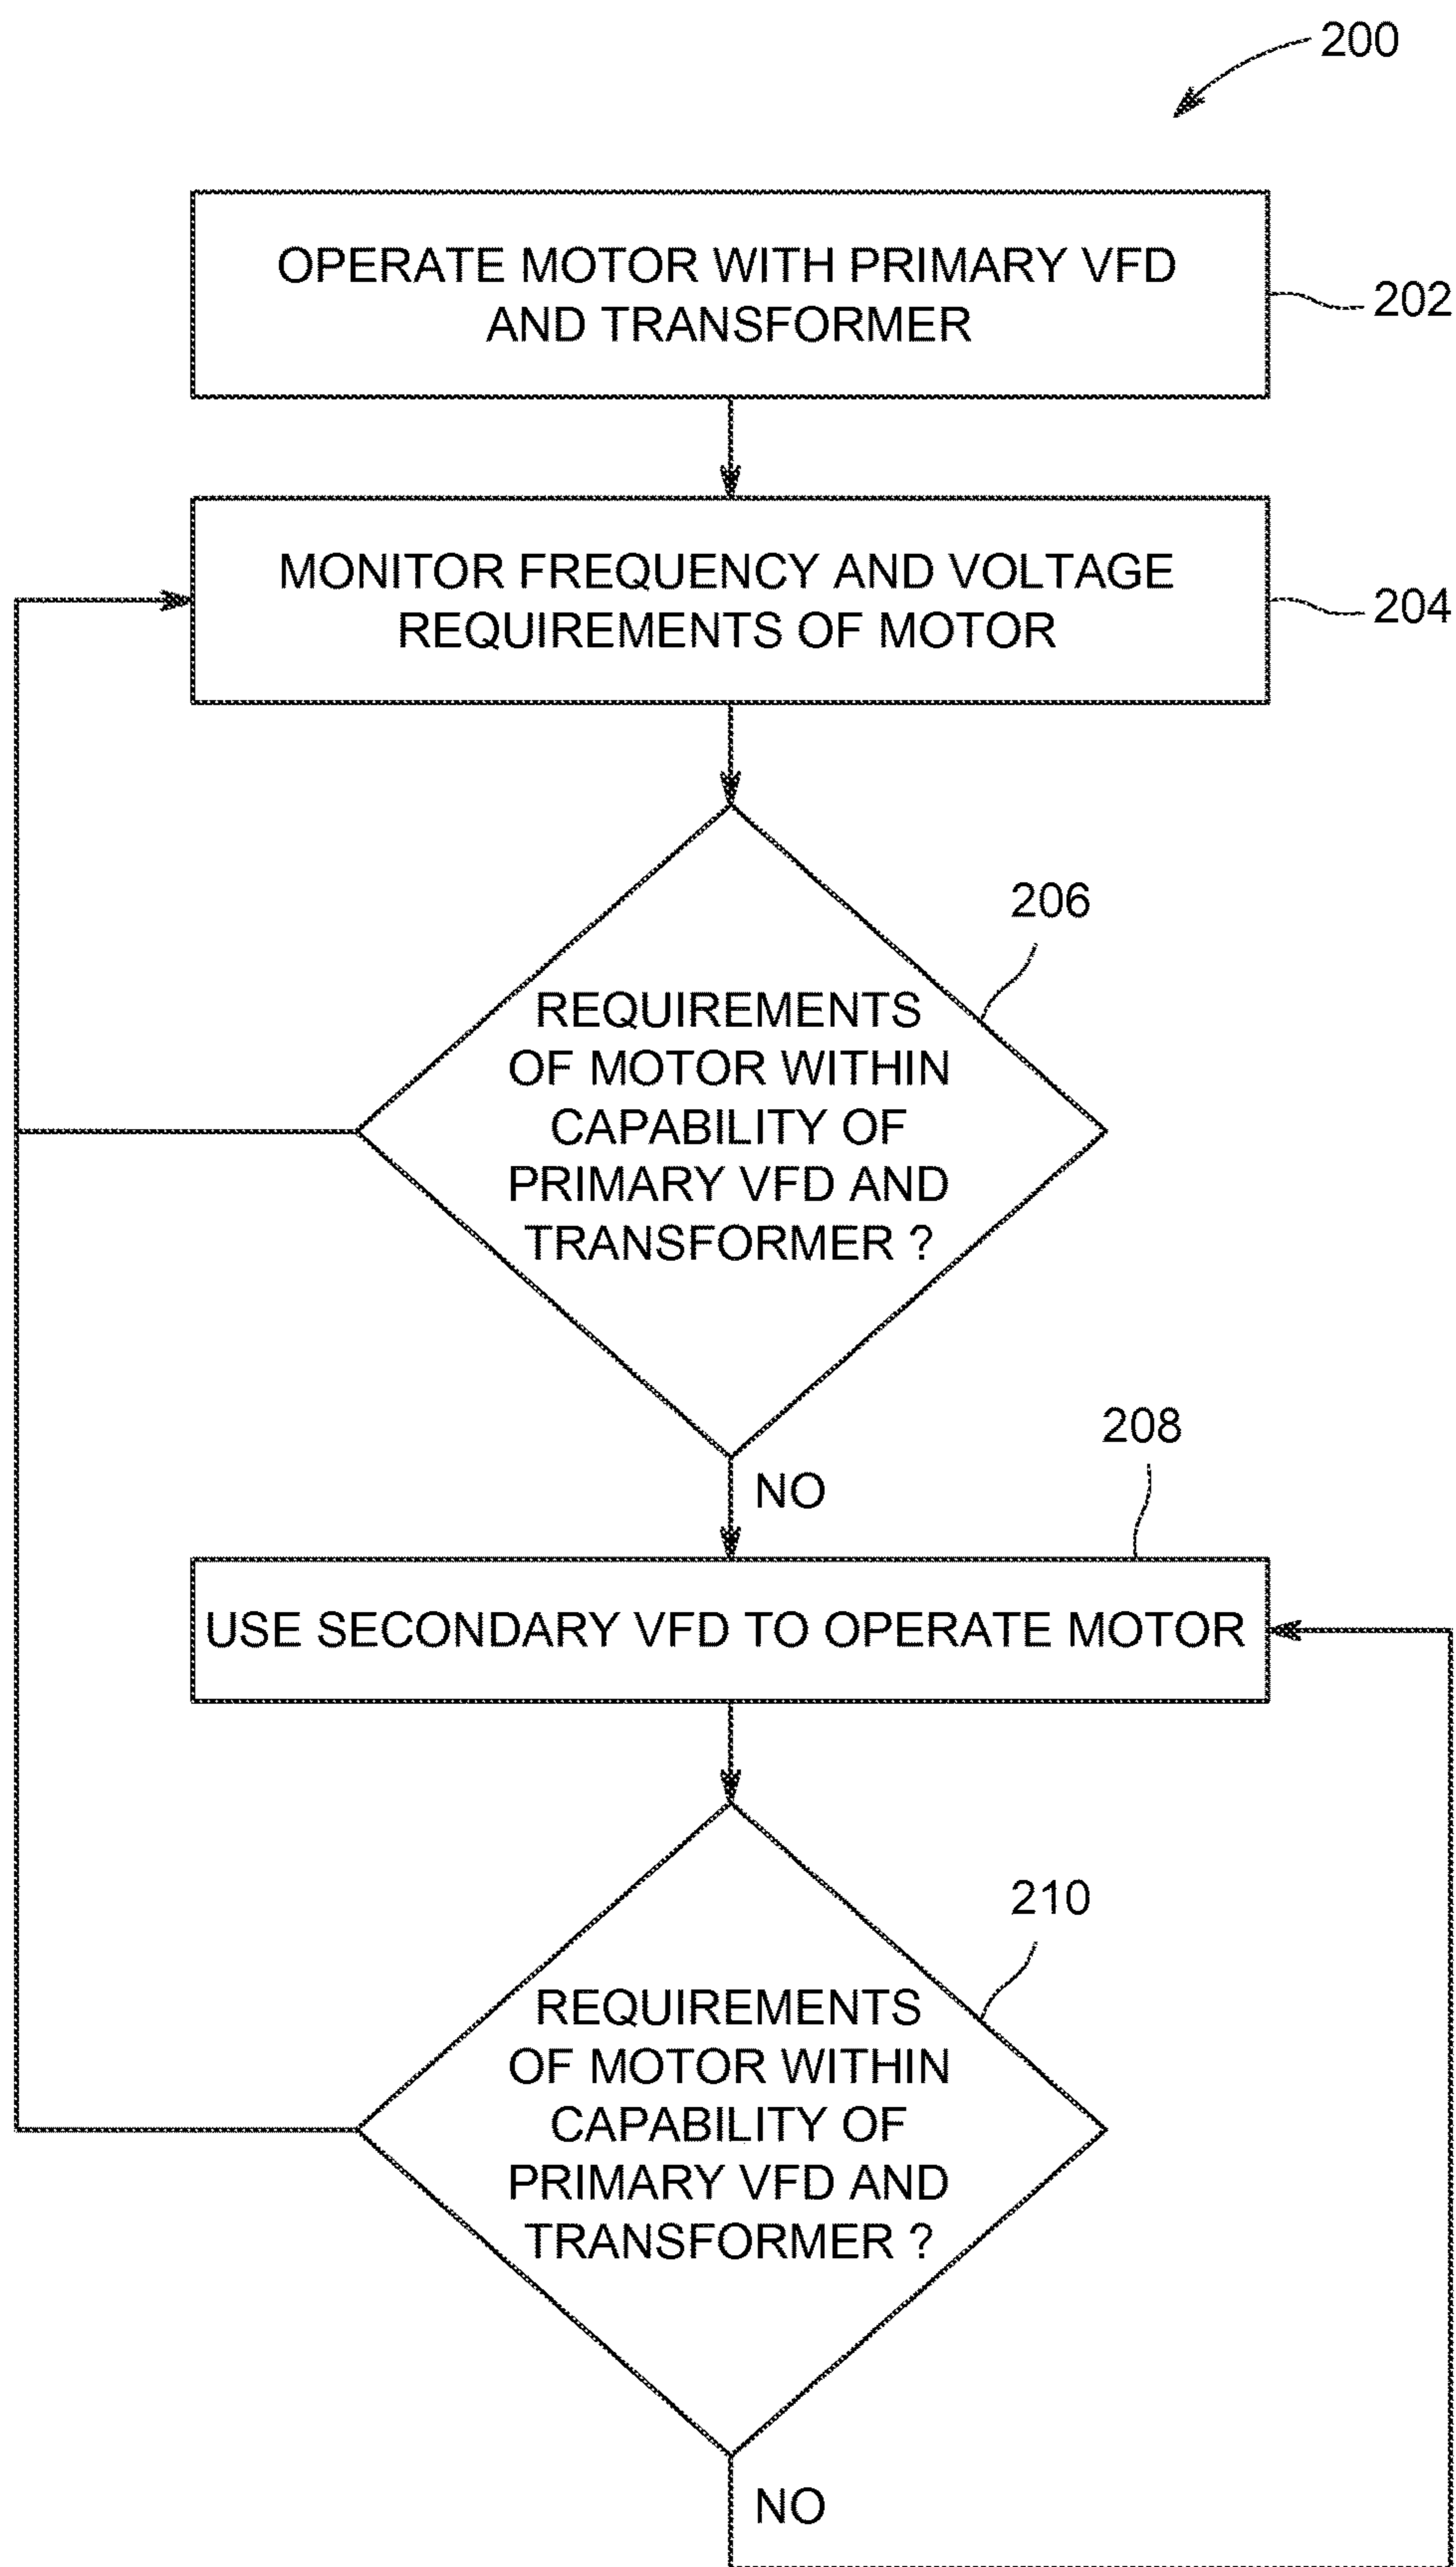 200
OPERATE MOTOR WITH PRIMARY VFD
AND TRANSFORMER
202
MONITOR FREQUENCY AND VOLTAGE
REQUIREMENTS OF MOTOR
204
206
REQUIREMENTS
OF MOTOR WITHIN
CAPABILITY OF
PRIMARY VFD AND
TRANSFORMER ?
NO
208
USE SECONDARY VFD TO OPERATE MOTOR
210
REQUIREMENTS
OF MOTOR WITHIN
CAPABILITY OF
PRIMARY VFD AND
TRANSFORMER ?
NO